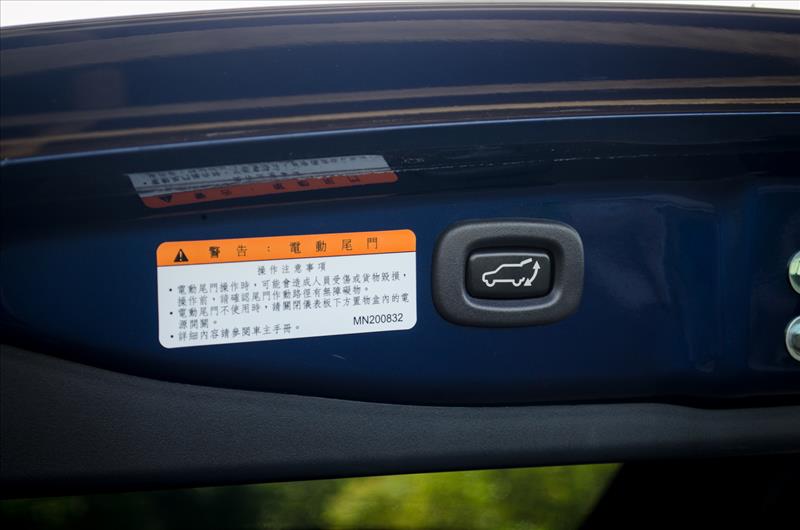 警告：電動尾門
操作注意事項
• 電動尾門操作時，可能會造成人員受傷或貨物毀損，
操作前，請確認尾門作動路徑有無障礙物。
• 電動尾門不使用時，請關閉儀表板下方置物盒內的電
源開關。
• 詳細內容請參閱車主手冊。
MN200832